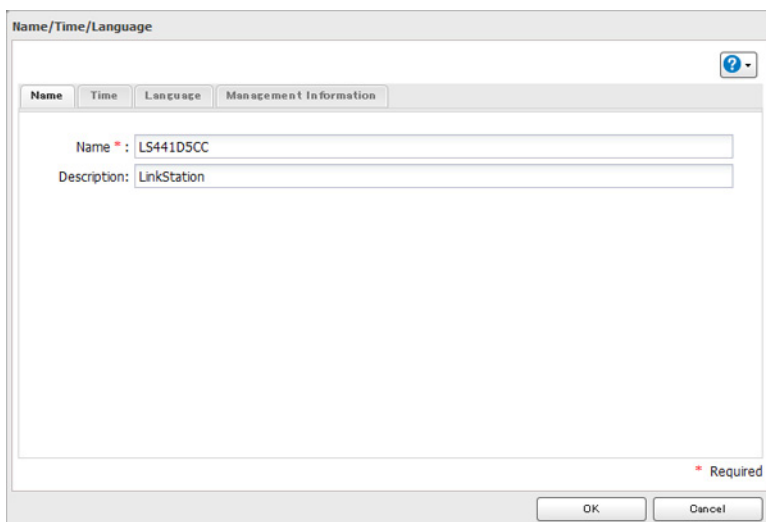 Name/Time/Language
?
Name Time Language Management Information
Name * : LS441D5CC
Description: LinkStation
* Required
OK Cancel